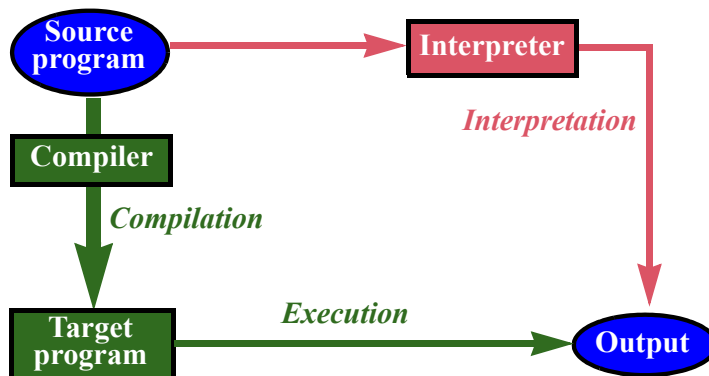 Source
program
Interpreter
Interpretation
Compiler
Compilation
Execution
Target
program
Output